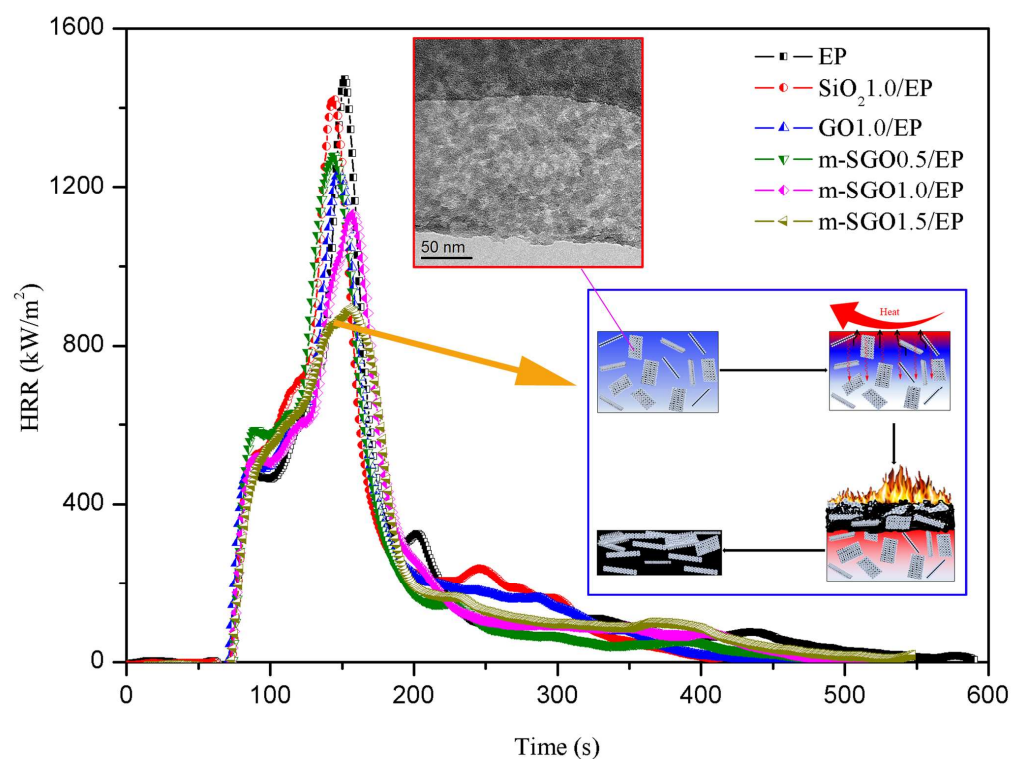 1600
1200
800
400
0
HRR (kW/m²)
0
100
200
300
400
500
600
Time (s)
EP
SiO₂1.0/EP
GO1.0/EP
m-SGO0.5/EP
m-SGO1.0/EP
m-SGO1.5/EP
50 nm
Heat